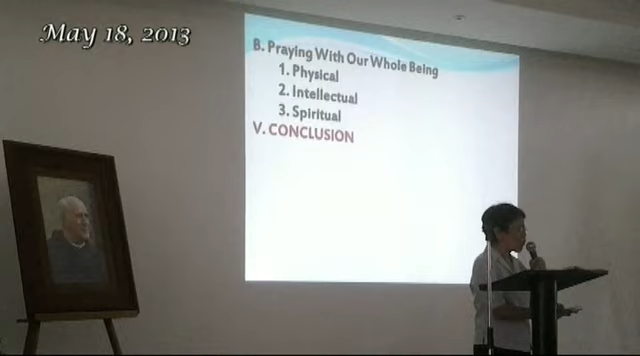 May 18, 2013
B. Praying With Our Whole Being
1. Physical
2. Intellectual
3. Spiritual
V. CONCLUSION